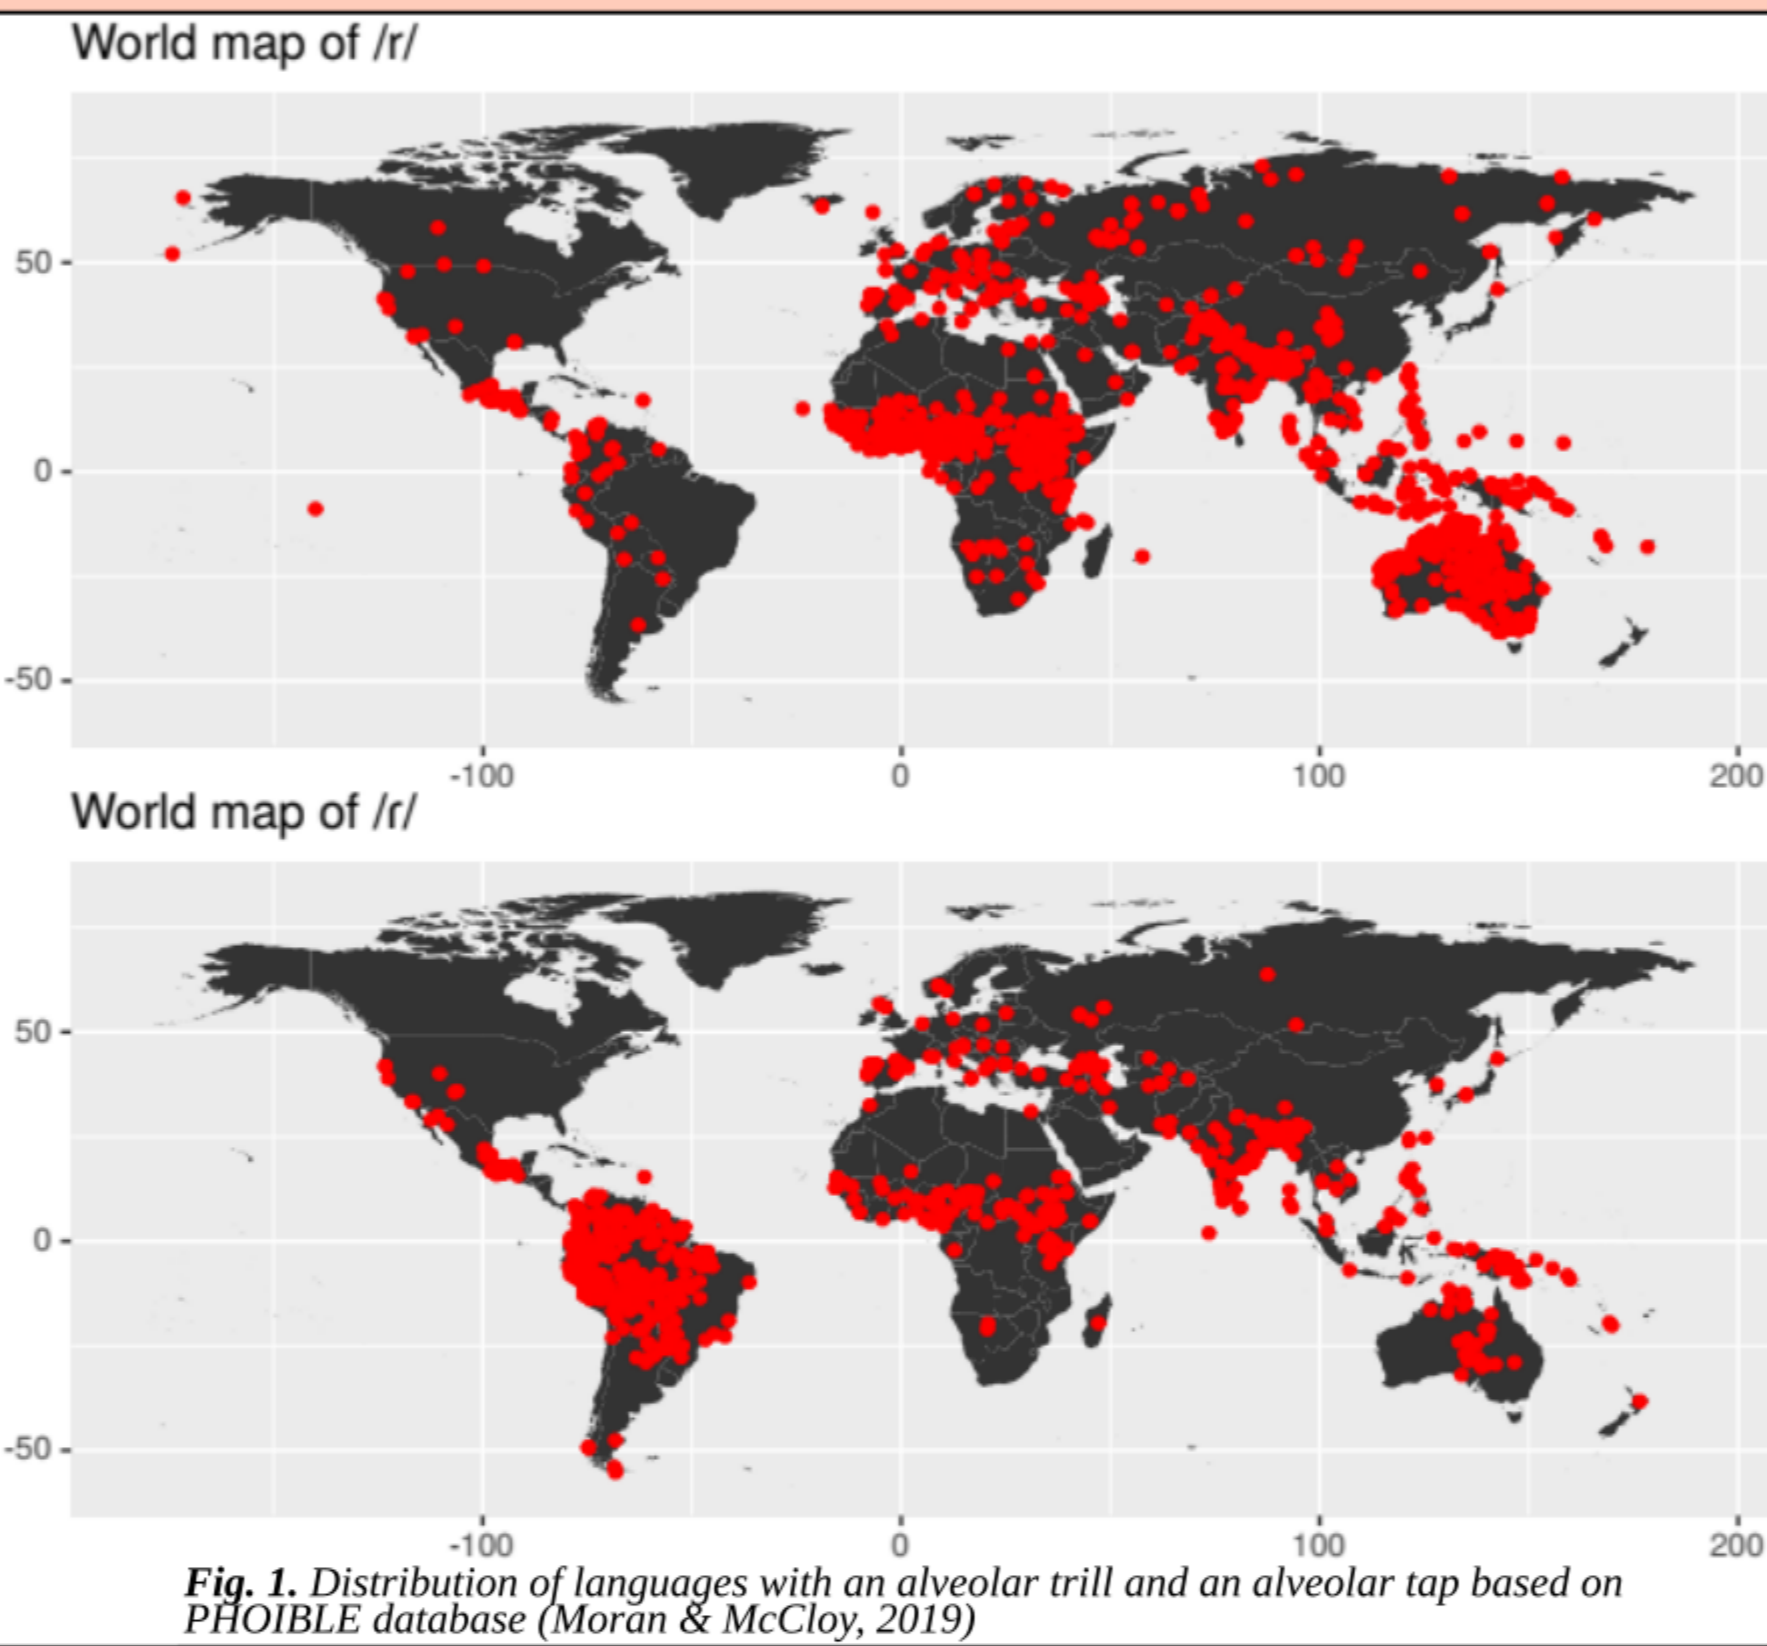 World map of /r/
50
0
-50
-100 0 100 200
World map of /ɾ/
50
0
-50
-100 0 100 200
Fig. 1. Distribution of languages with an alveolar trill and an alveolar tap based on
PHOIBLE database (Moran & McCloy, 2019)